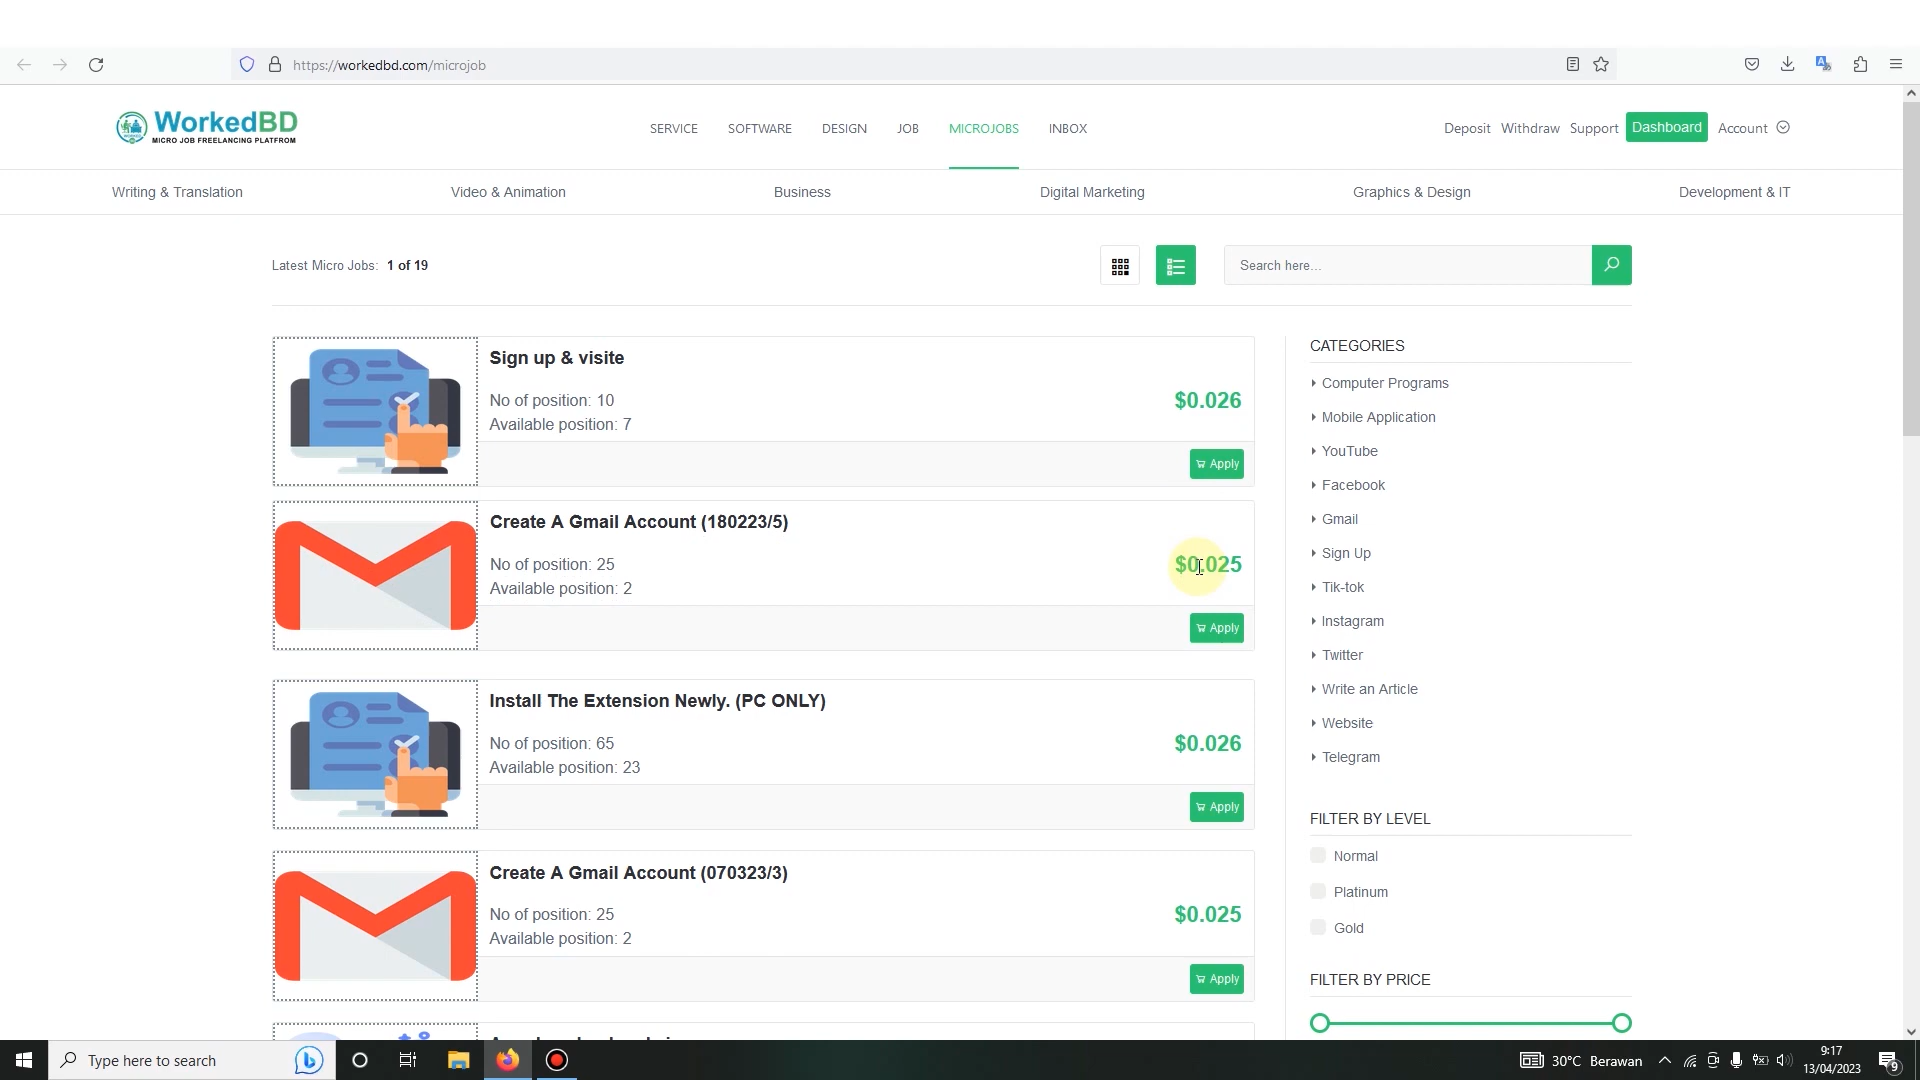 https://workedbd.com/microjob
WorkedBD
MICRO JOB FREELANCING PLATFROM
SERVICE SOFTWARE DESIGN JOB MICROJOBS INBOX
Deposit Withdraw Support Dashboard Account
Writing & Translation Video & Animation Business Digital Marketing Graphics & Design Development & IT
Latest Micro Jobs: 1 of 19
Search here...
Sign up & visite
No of position: 10
Available position: 7
$0.026
Apply
Create A Gmail Account (180223/5)
No of position: 25
Available position: 2
$0.025
Apply
Install The Extension Newly. (PC ONLY)
No of position: 65
Available position: 23
$0.026
Apply
Create A Gmail Account (070323/3)
No of position: 25
Available position: 2
$0.025
Apply
CATEGORIES
Computer Programs
Mobile Application
YouTube
Facebook
Gmail
Sign Up
Tik-tok
Instagram
Twitter
Write an Article
Website
Telegram
FILTER BY LEVEL
Normal
Platinum
Gold
FILTER BY PRICE
Type here to search
30°C Berawan
9:17
13/04/2023
9